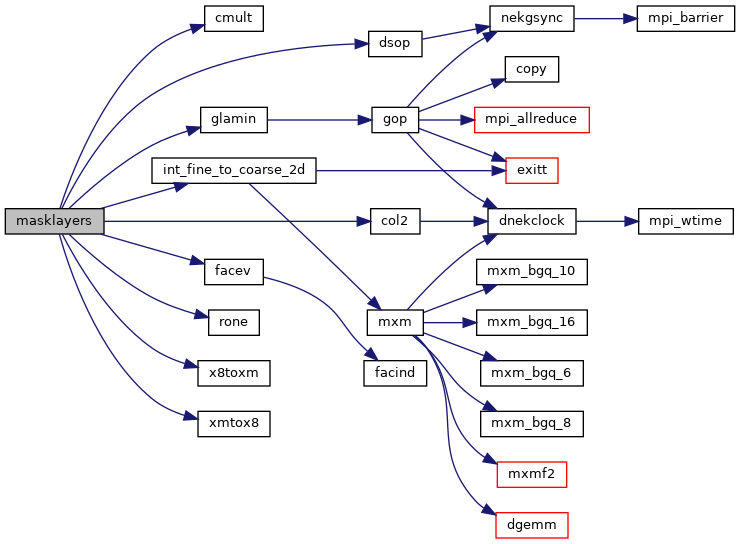 masklayers
cmult
dsop
nekgsync
mpi_barrier
copy
glamin
gop
mpi_allreduce
int_fine_to_coarse_2d
exitt
col2
dnekclock
mpi_wtime
facev
mxm_bgq_10
rone
mxm
mxm_bgq_16
x8toxm
facind
mxm_bgq_6
xmtox8
mxm_bgq_8
mxmf2
dgemm